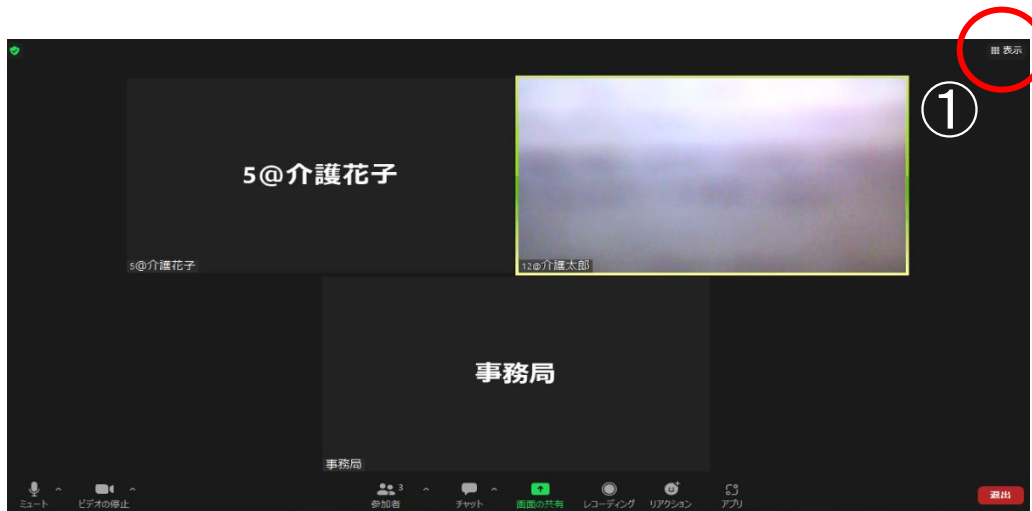 表示
①
5@介護花子
5@介護花子
12@介護太郎
事務局
事務局
ミュート
ビデオの停止
3
参加者
チャット
画面の共有
レコーディング
リアクション
アプリ
退出